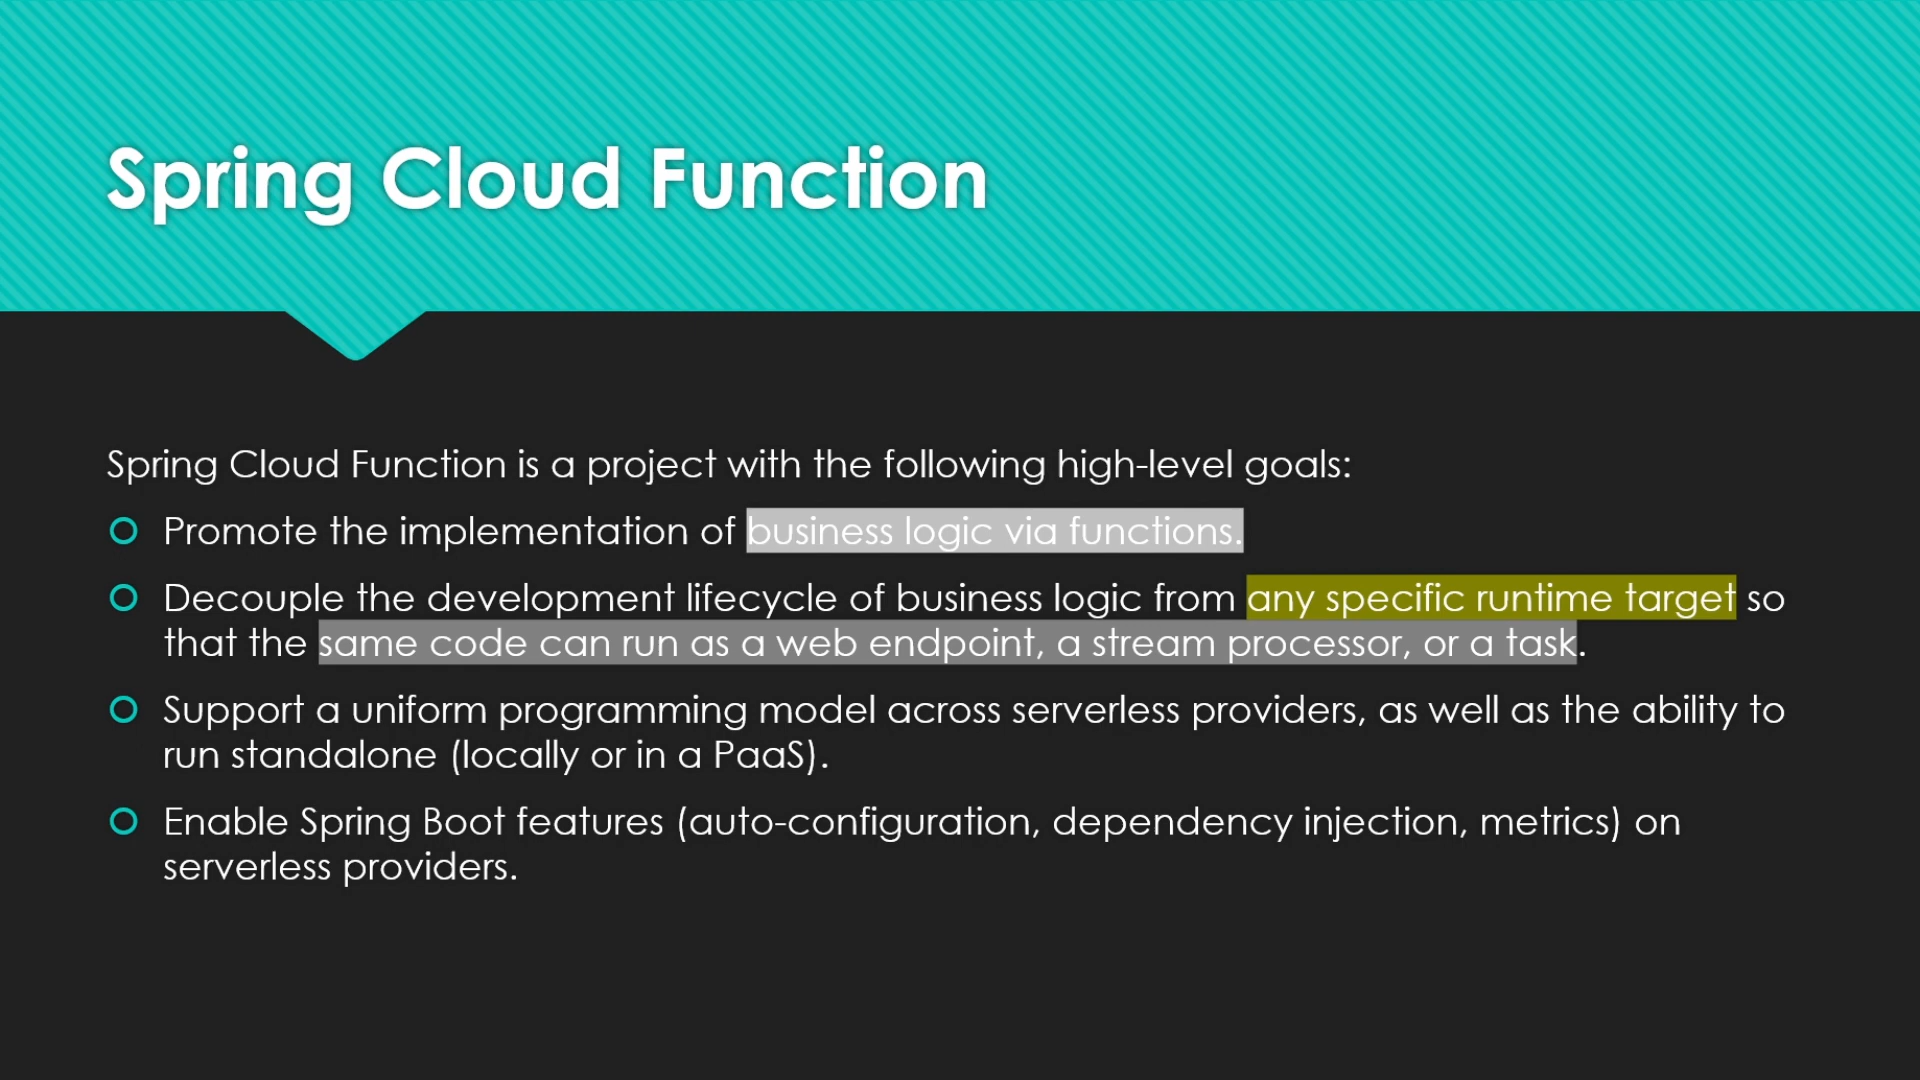 Spring Cloud Function
Spring Cloud Function is a project with the following high-level goals:
Promote the implementation of business logic via functions.
Decouple the development lifecycle of business logic from any specific runtime target so
that the same code can run as a web endpoint, a stream processor, or a task.
Support a uniform programming model across serverless providers, as well as the ability to
run standalone (locally or in a PaaS).
Enable Spring Boot features (auto-configuration, dependency injection, metrics) on
serverless providers.